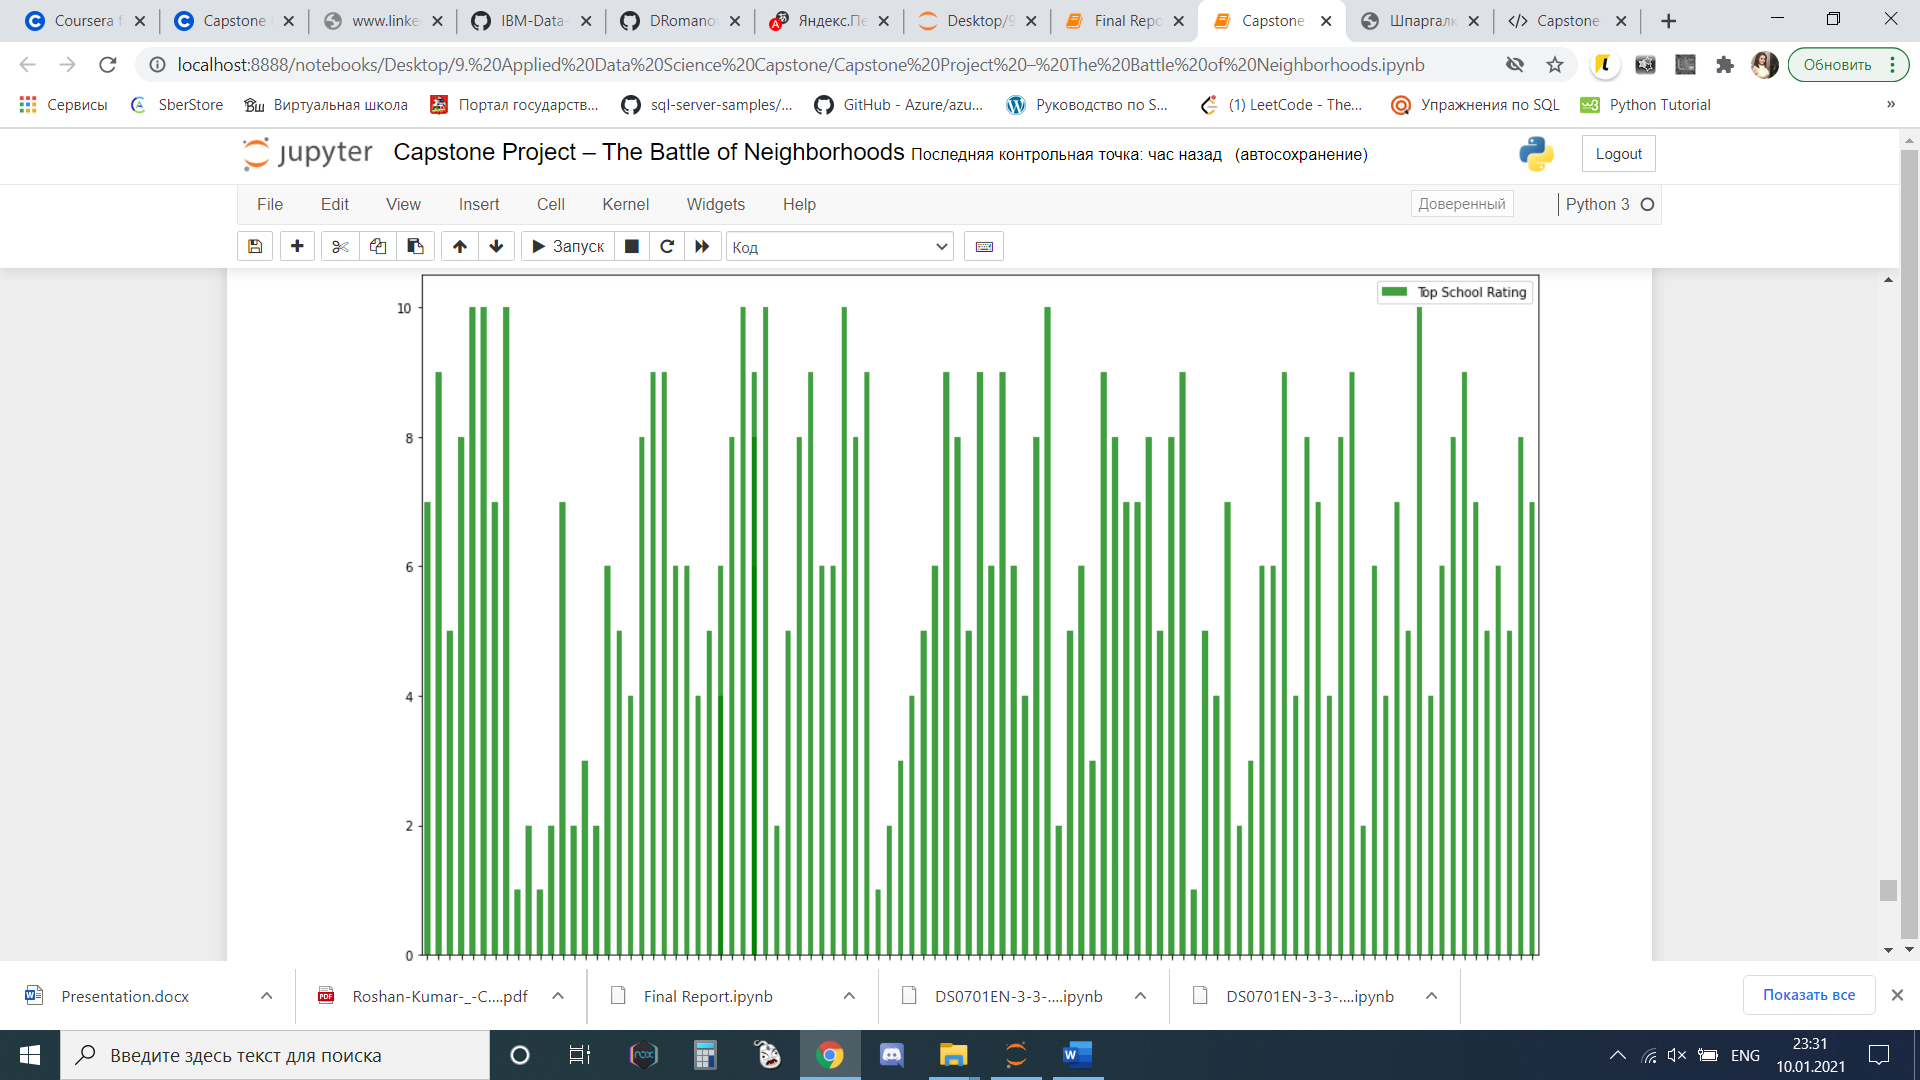 Coursera f
Capstone
www.linke
IBM-Data-
DRomano
Яндекс.Пе
Desktop/9
Final Repo
Capstone
Шпаргалк
Capstone
localhost:8888/notebooks/Desktop/9.%20Applied%20Data%20Science%20Capstone/Capstone%20Project%20–%20The%20Battle%20of%20Neighborhoods.ipynb
Обновить
Сервисы
SberStore
Виртуальная школа
Портал государств...
sql-server-samples/...
GitHub - Azure/azu...
Руководство по S...
(1) LeetCode - The...
Упражнения по SQL
Python Tutorial
»
jupyter Capstone Project – The Battle of Neighborhoods Последняя контрольная точка: час назад (автосохранение)
Logout
File Edit View Insert Cell Kernel Widgets Help
Доверенный
Python 3
Запуск
Код
Top School Rating
10
8
6
4
2
0
Presentation.docx
Roshan-Kumar-_-C....pdf
Final Report.ipynb
DS0701EN-3-3-....ipynb
DS0701EN-3-3-....ipynb
Показать все
Введите здесь текст для поиска
ENG
23:31
10.01.2021